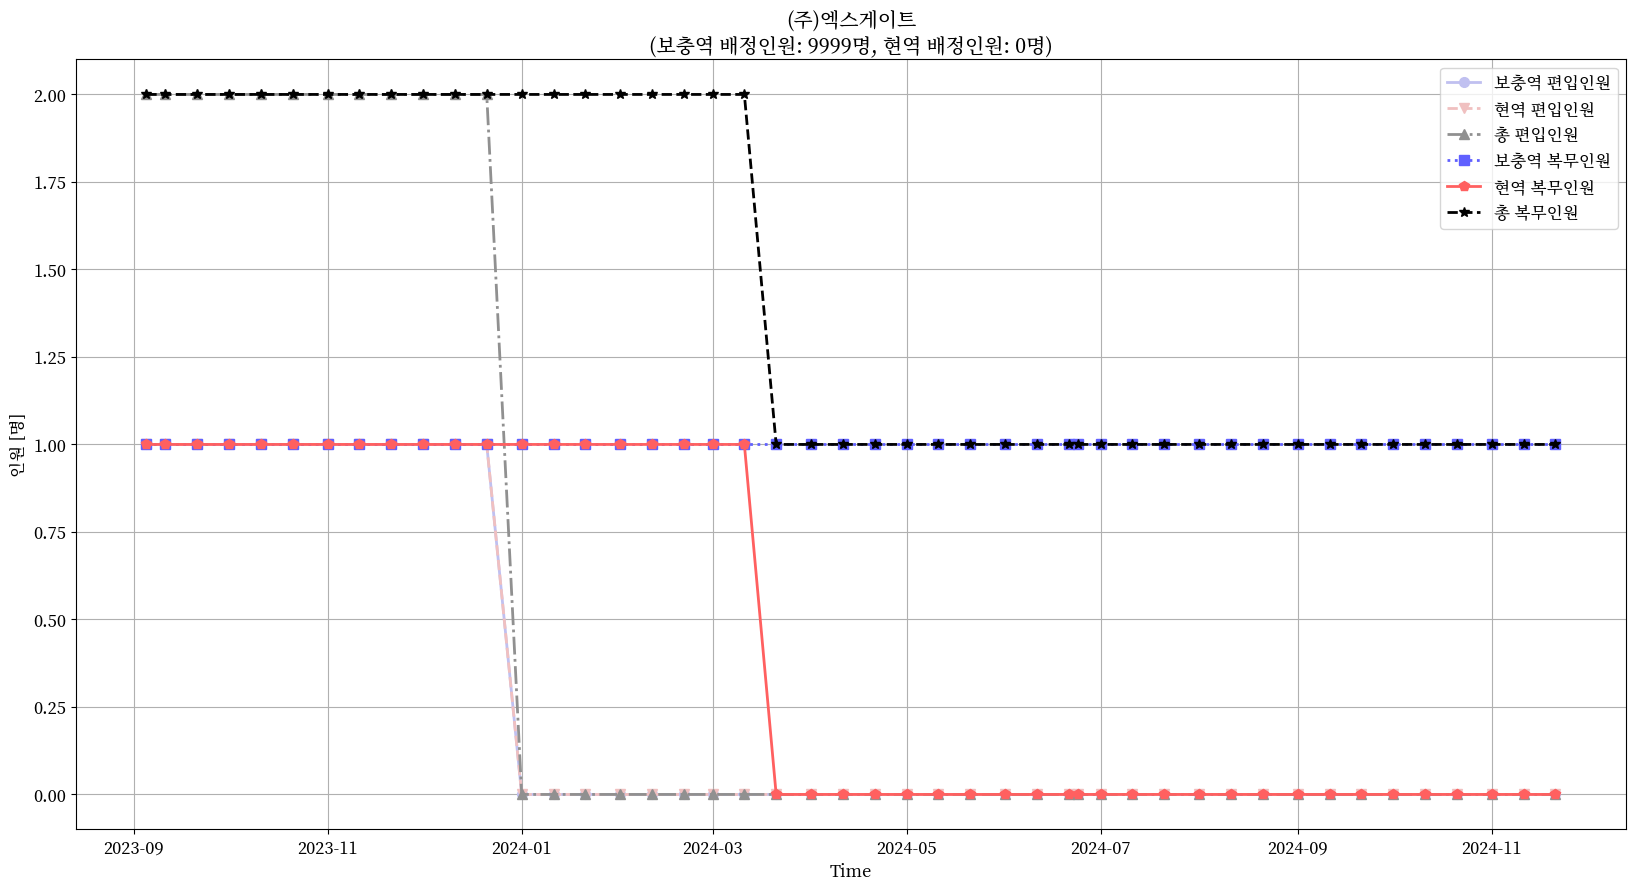 (주)엑스게이트
(보충역 배정인원: 9999명, 현역 배정인원: 0명)
보충역 편입인원
현역 편입인원
총 편입인원
보충역 복무인원
현역 복무인원
총 복무인원
2.00
1.75
1.50
1.25
1.00
0.75
0.50
0.25
0.00
인원 [명]
2023-09 2023-11 2024-01 2024-03 2024-05 2024-07 2024-09 2024-11
Time